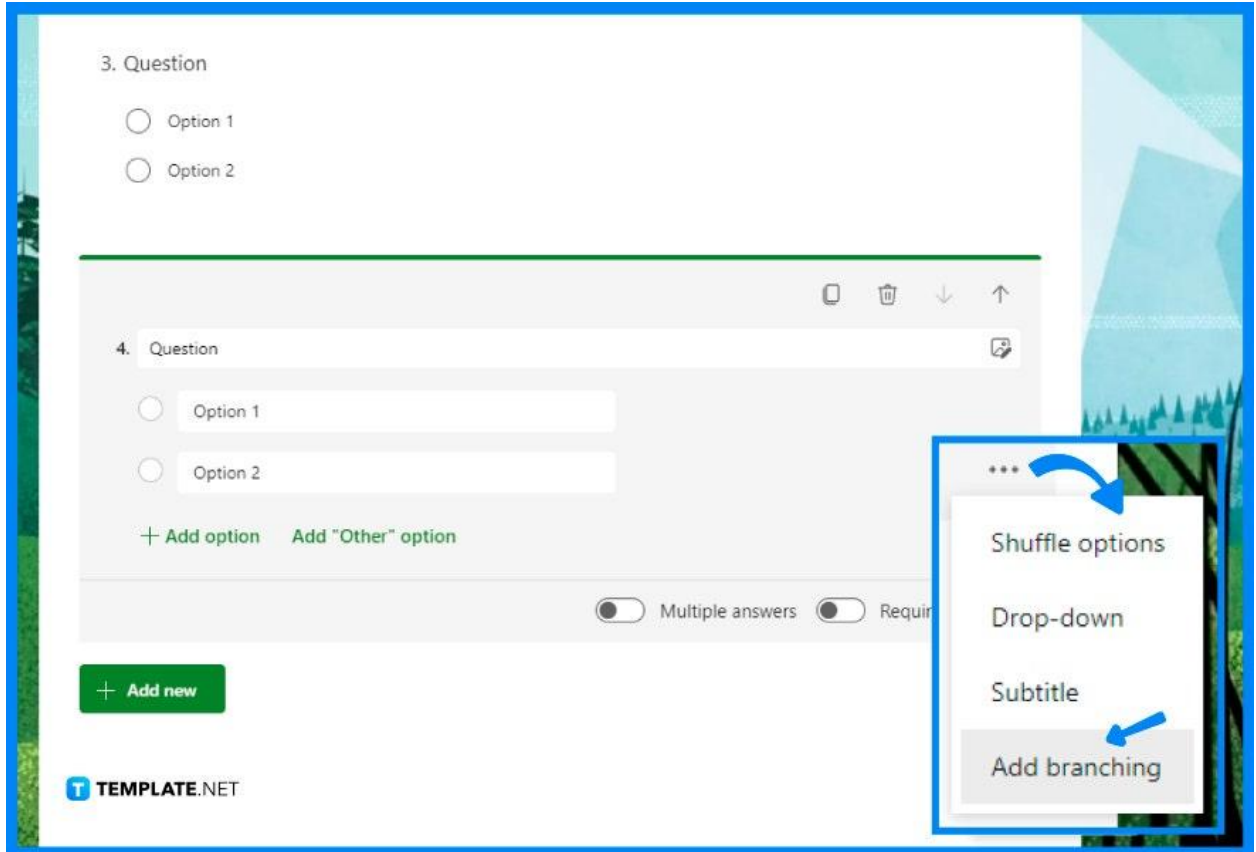 3. Question
Option 1
Option 2
4. Question
Option 1
Option 2
+ Add option Add "Other" option
Multiple answers Requir
Shuffle options
Drop-down
Subtitle
Add branching
+ Add new
T TEMPLATE.NET